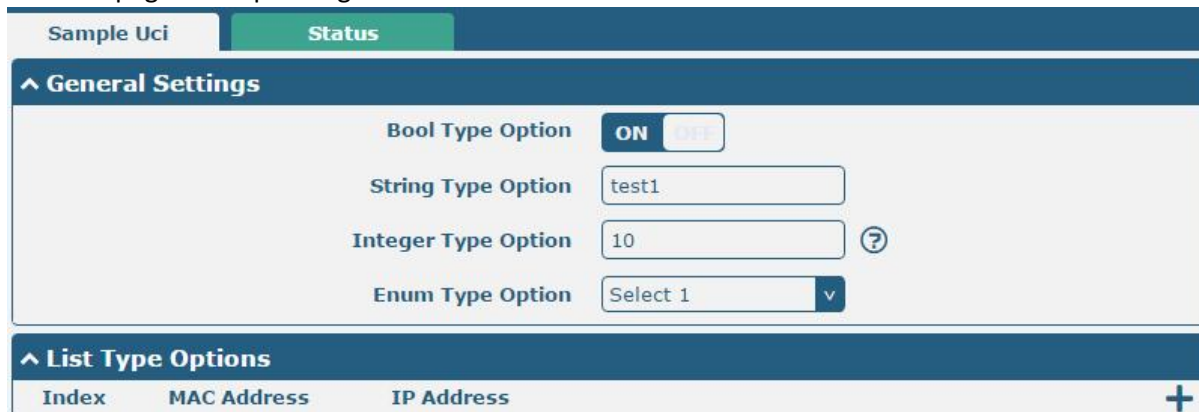 Sample Uci Status
General Settings
Bool Type Option ON OFF
String Type Option test1
Integer Type Option 10
Enum Type Option Select 1
List Type Options
Index MAC Address IP Address